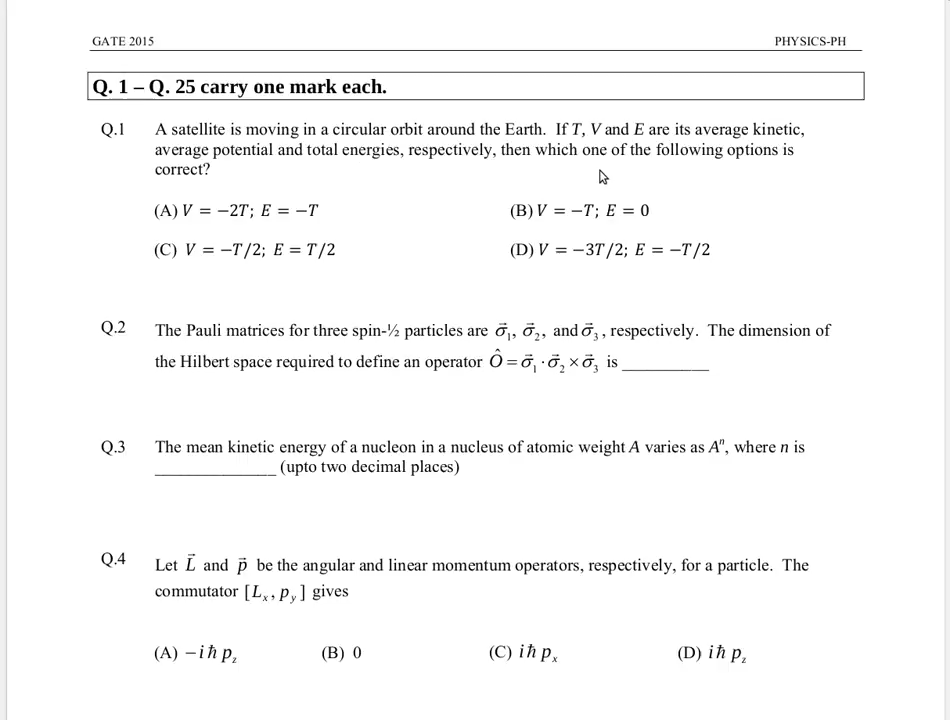 GATE 2015 PHYSICS-PH
Q. 1 – Q. 25 carry one mark each.
Q.1 A satellite is moving in a circular orbit around the Earth. If T, V and E are its average kinetic,
average potential and total energies, respectively, then which one of the following options is
correct?
(A) V = −2T; E = −T (B) V = −T; E = 0
(C) V = −T/2; E = T/2 (D) V = −3T/2; E = −T/2
Q.2 The Pauli matrices for three spin-½ particles are σ⃗₁, σ⃗₂, and σ⃗₃, respectively. The dimension of
the Hilbert space required to define an operator Ô = σ⃗₁ · σ⃗₂ × σ⃗₃ is __________
Q.3 The mean kinetic energy of a nucleon in a nucleus of atomic weight A varies as Aⁿ, where n is
______________ (upto two decimal places)
Q.4 Let L⃗ and p⃗ be the angular and linear momentum operators, respectively, for a particle. The
commutator [Lₓ, p_y] gives
(A) −iħ p_z (B) 0 (C) iħ pₓ (D) iħ p_z